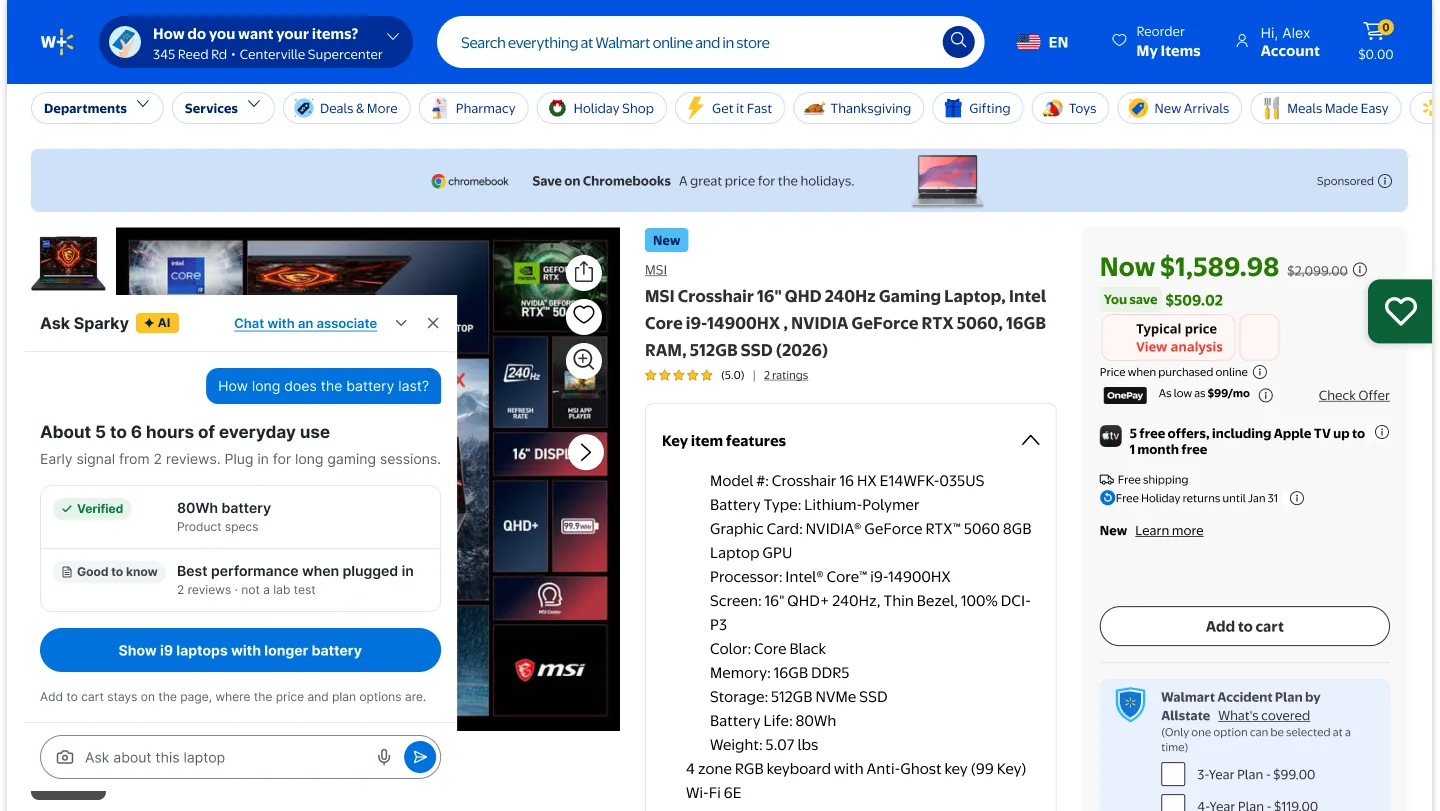 How do you want your items?
345 Reed Rd • Centerville Supercenter
Search everything at Walmart online and in store
EN
Reorder
My Items
Hi, Alex
Account
0
$0.00
Departments
Services
Deals & More
Pharmacy
Holiday Shop
Get it Fast
Thanksgiving
Gifting
Toys
New Arrivals
Meals Made Easy
chromebook
Save on Chromebooks A great price for the holidays.
Sponsored
intel
CORE
NVIDIA
240Hz
REFRESH
RATE
MSI APP
PLAYER
QHD+
99.9WHr
MSI Center
msi
Ask Sparky
AI
Chat with an associate
How long does the battery last?
About 5 to 6 hours of everyday use
Early signal from 2 reviews. Plug in for long gaming sessions.
Verified
80Wh battery
Product specs
Good to know
Best performance when plugged in
2 reviews · not a lab test
Show i9 laptops with longer battery
Add to cart stays on the page, where the price and plan options are.
Ask about this laptop
New
MSI
MSI Crosshair 16" QHD 240Hz Gaming Laptop, Intel
Core i9-14900HX , NVIDIA GeForce RTX 5060, 16GB
RAM, 512GB SSD (2026)
(5.0) | 2 ratings
Key item features
Model #: Crosshair 16 HX E14WFK-035US
Battery Type: Lithium-Polymer
Graphic Card: NVIDIA® GeForce RTX™ 5060 8GB
Laptop GPU
Processor: Intel® Core™ i9-14900HX
Screen: 16" QHD+ 240Hz, Thin Bezel, 100% DCI-
P3
Color: Core Black
Memory: 16GB DDR5
Storage: 512GB NVMe SSD
Battery Life: 80Wh
Weight: 5.07 lbs
4 zone RGB keyboard with Anti-Ghost key (99 Key)
Wi-Fi 6E
Now $1,589.98 $2,099.00
You save $509.02
Typical price
View analysis
Price when purchased online
OnePay As low as $99/mo
Check Offer
tv
5 free offers, including Apple TV up to
1 month free
Free shipping
Free Holiday returns until Jan 31
New Learn more
Add to cart
Walmart Accident Plan by
Allstate What's covered
(Only one option can be selected at a
time)
3-Year Plan - $99.00
4-Year Plan - $119.00